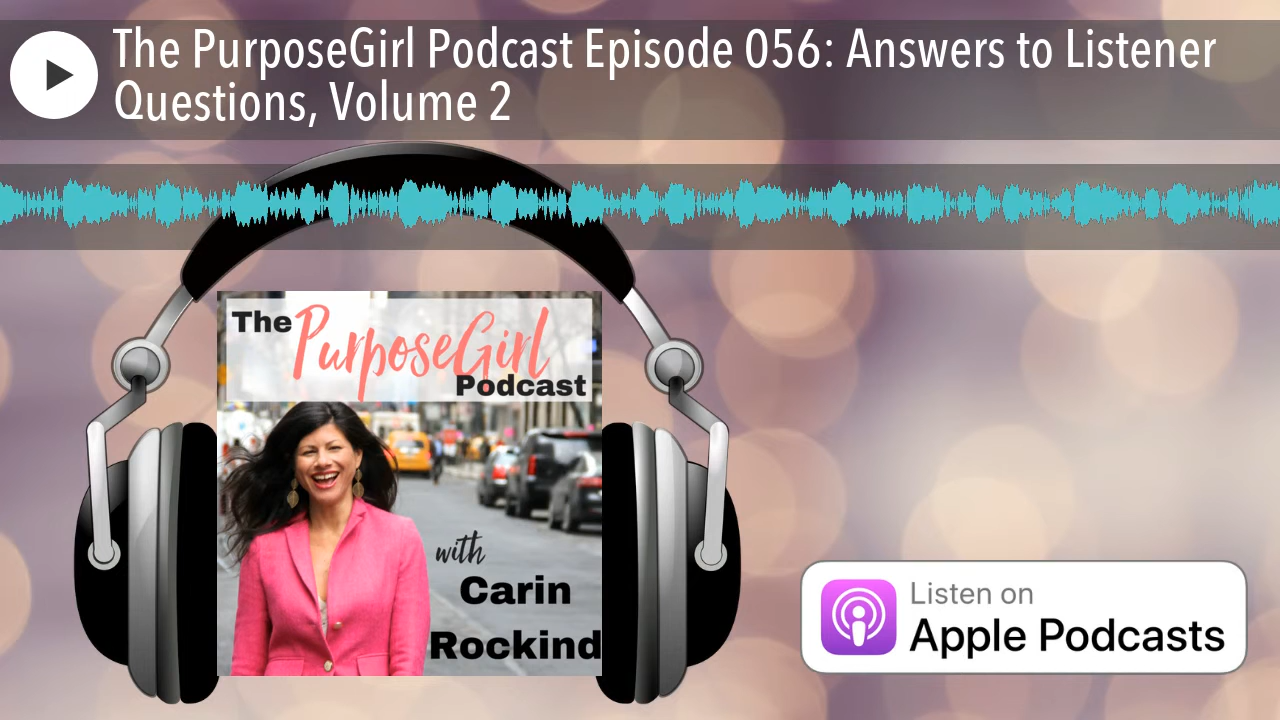 The PurposeGirl Podcast Episode 056: Answers to Listener
Questions, Volume 2
The PurposeGirl
Podcast
with
Carin
Rockind
Listen on
Apple Podcasts